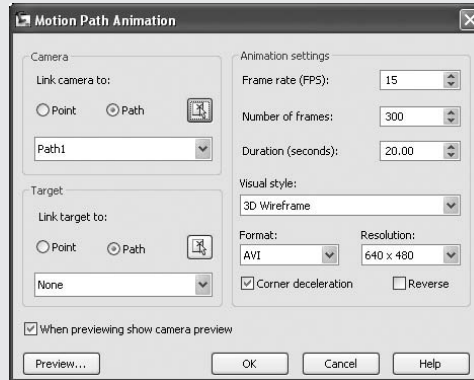 Motion Path Animation
Camera
Link camera to:
Point Path
Path1
Target
Link target to:
Point Path
None
Animation settings
Frame rate (FPS): 15
Number of frames: 300
Duration (seconds): 20.00
Visual style:
3D Wireframe
Format: Resolution:
AVI 640 x 480
Corner deceleration Reverse
When previewing show camera preview
Preview... OK Cancel Help